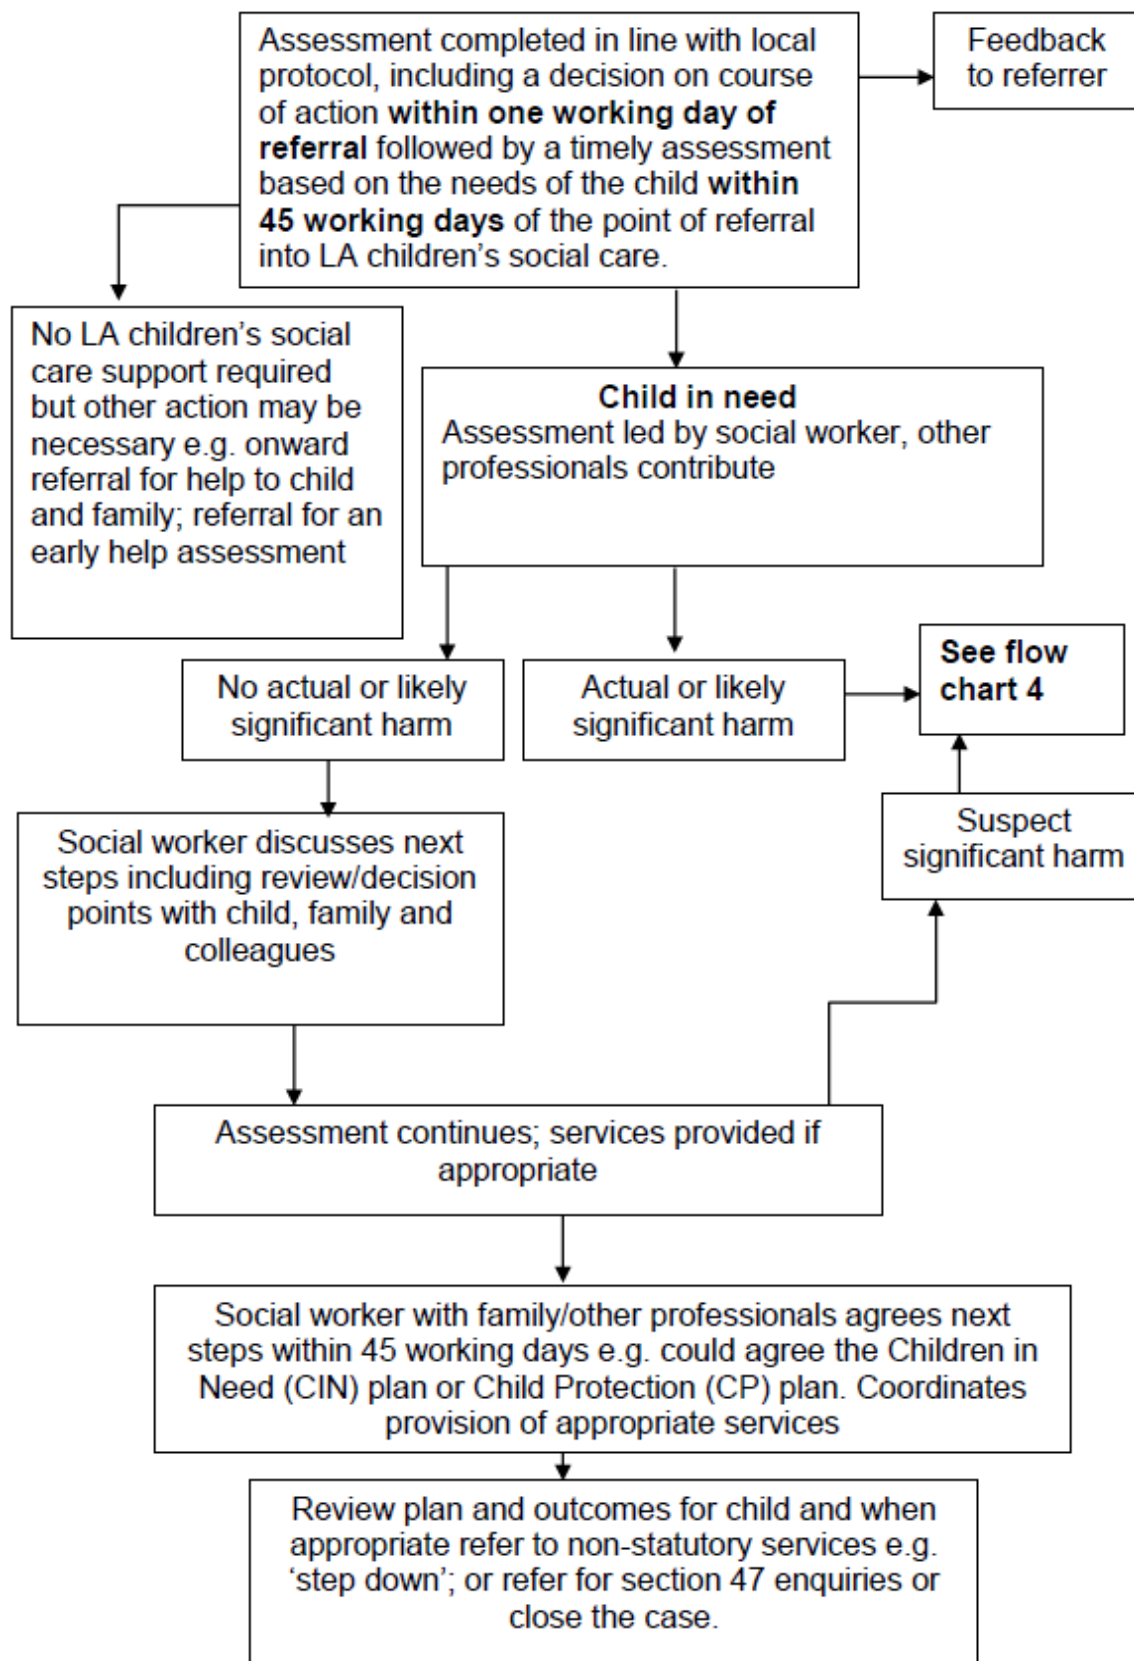 Assessment completed in line with local
protocol, including a decision on course
of action within one working day of
referral followed by a timely assessment
based on the needs of the child within
45 working days of the point of referral
into LA children’s social care.
Feedback
to referrer
No LA children’s social
care support required
but other action may be
necessary e.g. onward
referral for help to child
and family; referral for an
early help assessment
Child in need
Assessment led by social worker, other
professionals contribute
No actual or likely
significant harm
Actual or likely
significant harm
See flow
chart 4
Suspect
significant harm
Social worker discusses next
steps including review/decision
points with child, family and
colleagues
Assessment continues; services provided if
appropriate
Social worker with family/other professionals agrees next
steps within 45 working days e.g. could agree the Children in
Need (CIN) plan or Child Protection (CP) plan. Coordinates
provision of appropriate services
Review plan and outcomes for child and when
appropriate refer to non-statutory services e.g.
‘step down’; or refer for section 47 enquiries or
close the case.